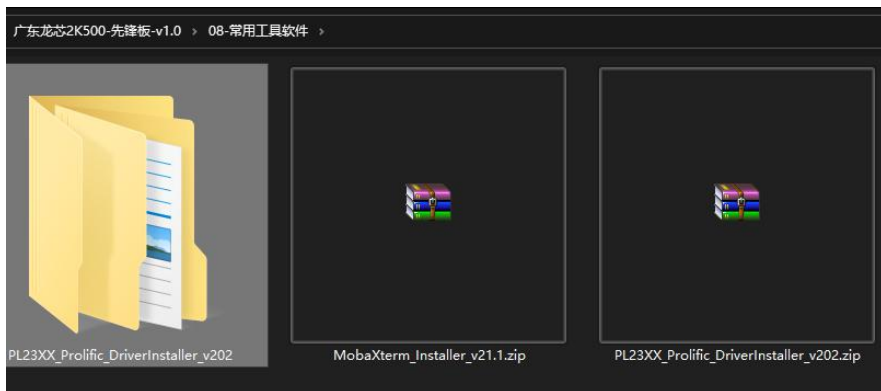 广东龙芯2K500-先锋板-v1.0 › 08-常用工具软件 ›
PL23XX_Prolific_DriverInstaller_v202
MobaXterm_Installer_v21.1.zip
PL23XX_Prolific_DriverInstaller_v202.zip